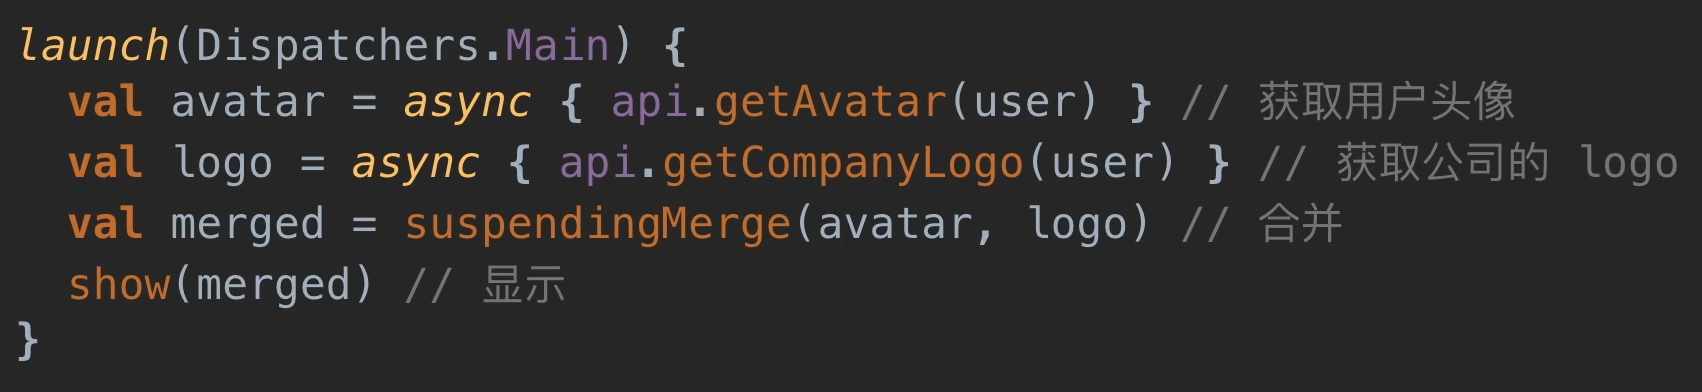 launch(Dispatchers.Main) {
  val avatar = async { api.getAvatar(user) } // 获取用户头像
  val logo = async { api.getCompanyLogo(user) } // 获取公司的 logo
  val merged = suspendingMerge(avatar, logo) // 合并
  show(merged) // 显示
}